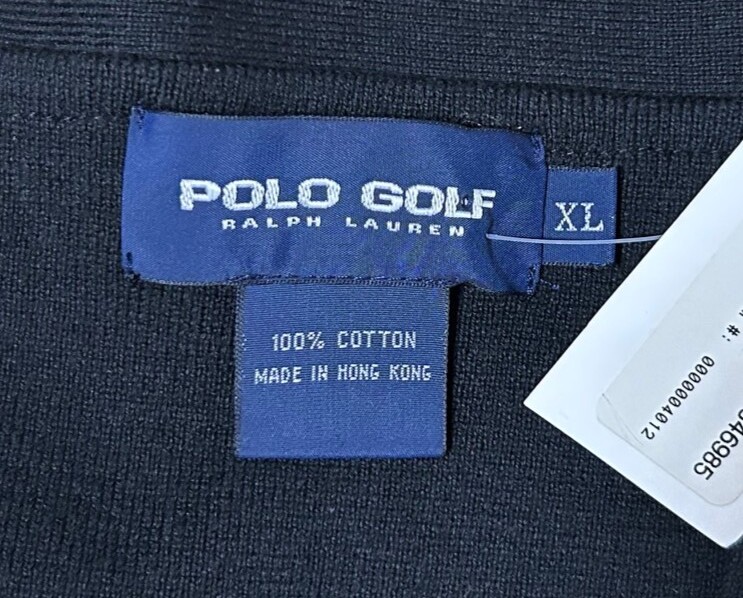 POLO GOLF
RALPH LAUREN
XL
100% COTTON
MADE IN HONG KONG
#: 0000004012
46985